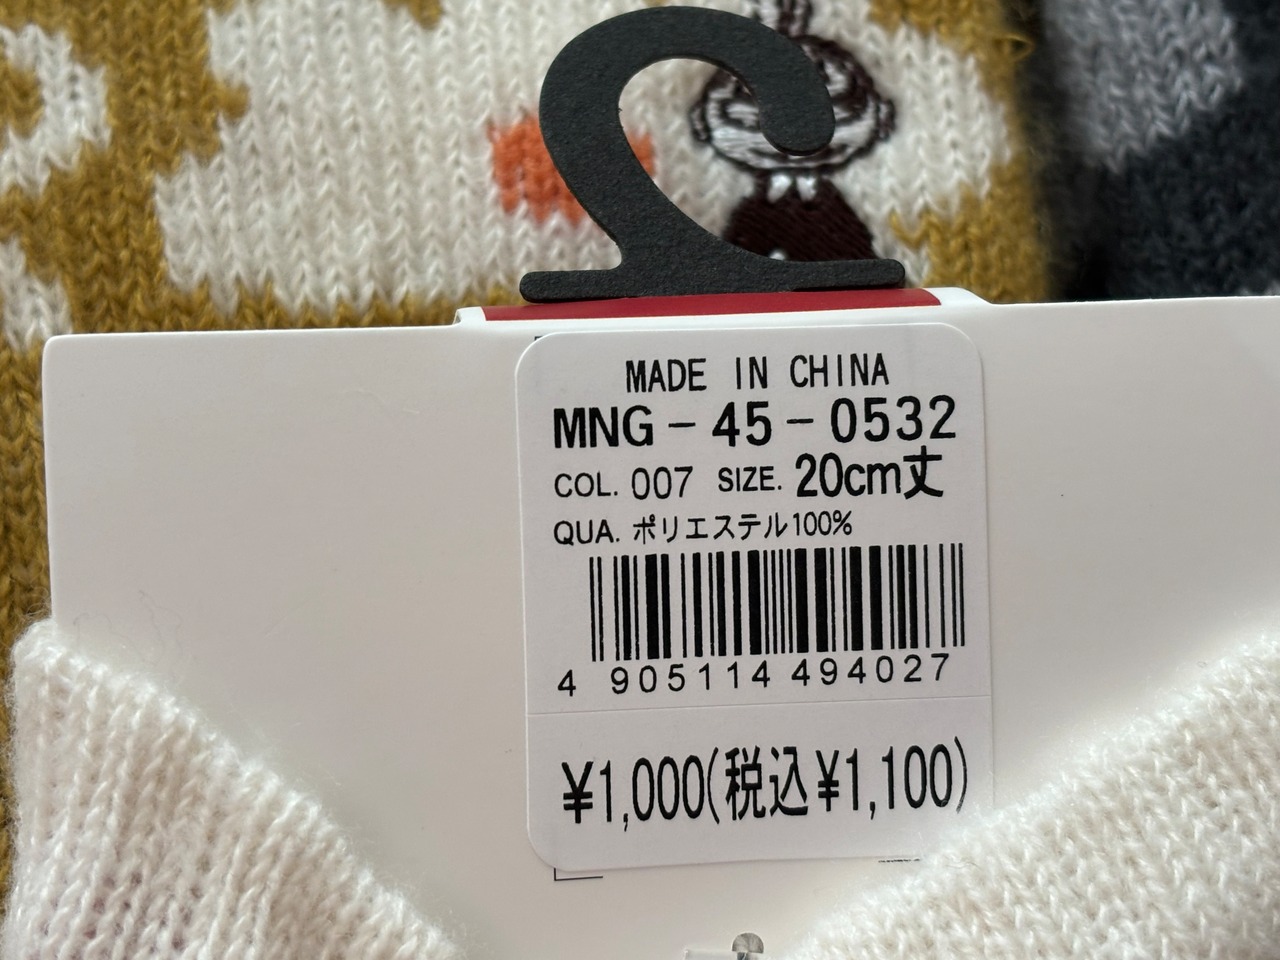 MADE IN CHINA
MNG-45-0532
COL. 007 SIZE. 20cm丈
QUA. ポリエステル100%
4 905114 494027
¥1,000(税込¥1,100)